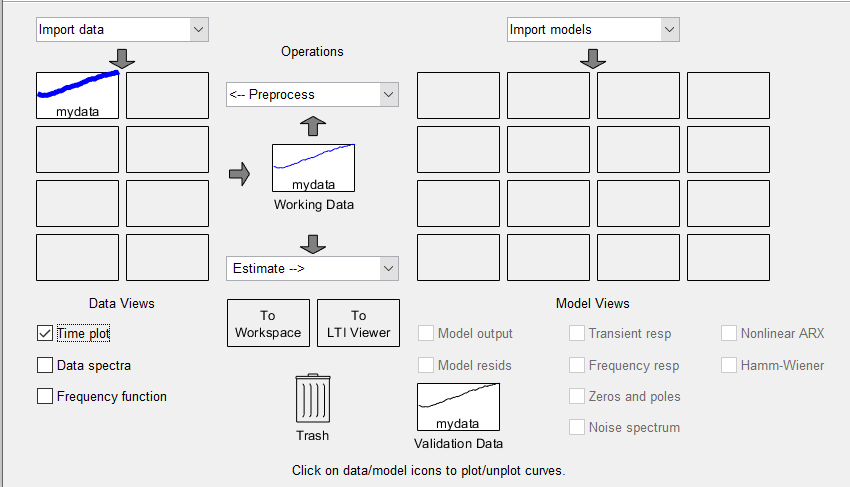 Import data
Import models
Operations
<-- Preprocess
mydata
mydata
Working Data
Estimate -->
Data Views
Model Views
To
Workspace
To
LTI Viewer
Time plot
Data spectra
Frequency function
Model output
Model resids
Transient resp
Frequency resp
Zeros and poles
Noise spectrum
Nonlinear ARX
Hamm-Wiener
Trash
mydata
Validation Data
Click on data/model icons to plot/unplot curves.